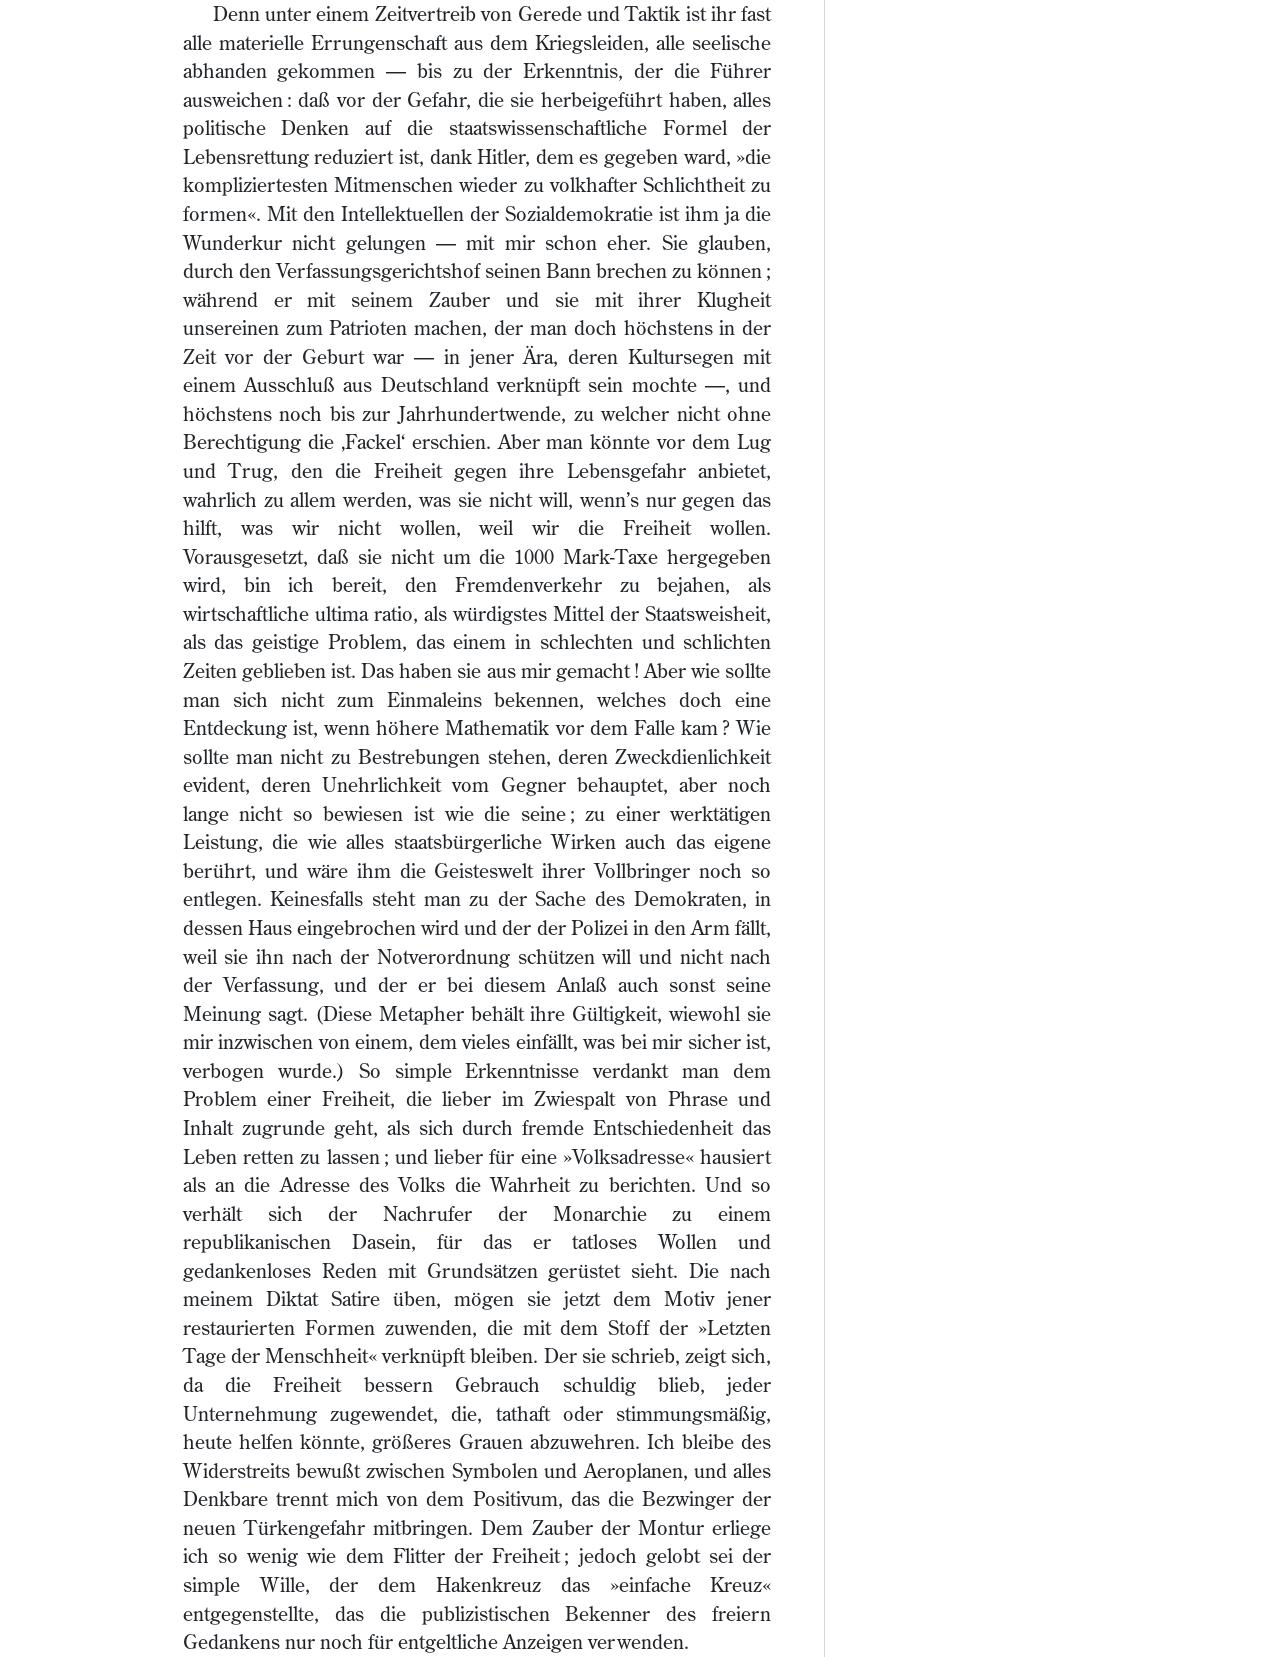 Denn unter einem Zeitvertreib von Gerede und Taktik ist ihr fast
alle materielle Errungenschaft aus dem Kriegsleiden, alle seelische
abhanden gekommen — bis zu der Erkenntnis, der die Führer
ausweichen : daß vor der Gefahr, die sie herbeigeführt haben, alles
politische Denken auf die staatswissenschaftliche Formel der
Lebensrettung reduziert ist, dank Hitler, dem es gegeben ward, »die
kompliziertesten Mitmenschen wieder zu volkhafter Schlichtheit zu
formen«. Mit den Intellektuellen der Sozialdemokratie ist ihm ja die
Wunderkur nicht gelungen — mit mir schon eher. Sie glauben,
durch den Verfassungsgerichtshof seinen Bann brechen zu können ;
während er mit seinem Zauber und sie mit ihrer Klugheit
unsereinen zum Patrioten machen, der man doch höchstens in der
Zeit vor der Geburt war — in jener Ära, deren Kultursegen mit
einem Ausschluß aus Deutschland verknüpft sein mochte —, und
höchstens noch bis zur Jahrhundertwende, zu welcher nicht ohne
Berechtigung die ‚Fackel‘ erschien. Aber man könnte vor dem Lug
und Trug, den die Freiheit gegen ihre Lebensgefahr anbietet,
wahrlich zu allem werden, was sie nicht will, wenn’s nur gegen das
hilft, was wir nicht wollen, weil wir die Freiheit wollen.
Vorausgesetzt, daß sie nicht um die 1000 Mark-Taxe hergegeben
wird, bin ich bereit, den Fremdenverkehr zu bejahen, als
wirtschaftliche ultima ratio, als würdigstes Mittel der Staatsweisheit,
als das geistige Problem, das einem in schlechten und schlichten
Zeiten geblieben ist. Das haben sie aus mir gemacht ! Aber wie sollte
man sich nicht zum Einmaleins bekennen, welches doch eine
Entdeckung ist, wenn höhere Mathematik vor dem Falle kam ? Wie
sollte man nicht zu Bestrebungen stehen, deren Zweckdienlichkeit
evident, deren Unehrlichkeit vom Gegner behauptet, aber noch
lange nicht so bewiesen ist wie die seine ; zu einer werktätigen
Leistung, die wie alles staatsbürgerliche Wirken auch das eigene
berührt, und wäre ihm die Geisteswelt ihrer Vollbringer noch so
entlegen. Keinesfalls steht man zu der Sache des Demokraten, in
dessen Haus eingebrochen wird und der der Polizei in den Arm fällt,
weil sie ihn nach der Notverordnung schützen will und nicht nach
der Verfassung, und der er bei diesem Anlaß auch sonst seine
Meinung sagt. (Diese Metapher behält ihre Gültigkeit, wiewohl sie
mir inzwischen von einem, dem vieles einfällt, was bei mir sicher ist,
verbogen wurde.) So simple Erkenntnisse verdankt man dem
Problem einer Freiheit, die lieber im Zwiespalt von Phrase und
Inhalt zugrunde geht, als sich durch fremde Entschiedenheit das
Leben retten zu lassen ; und lieber für eine »Volksadresse« hausiert
als an die Adresse des Volks die Wahrheit zu berichten. Und so
verhält sich der Nachrufer der Monarchie zu einem
republikanischen Dasein, für das er tatloses Wollen und
gedankenloses Reden mit Grundsätzen gerüstet sieht. Die nach
meinem Diktat Satire üben, mögen sie jetzt dem Motiv jener
restaurierten Formen zuwenden, die mit dem Stoff der »Letzten
Tage der Menschheit« verknüpft bleiben. Der sie schrieb, zeigt sich,
da die Freiheit bessern Gebrauch schuldig blieb, jeder
Unternehmung zugewendet, die, tathaft oder stimmungsmäßig,
heute helfen könnte, größeres Grauen abzuwehren. Ich bleibe des
Widerstreits bewußt zwischen Symbolen und Aeroplanen, und alles
Denkbare trennt mich von dem Positivum, das die Bezwinger der
neuen Türkengefahr mitbringen. Dem Zauber der Montur erliege
ich so wenig wie dem Flitter der Freiheit ; jedoch gelobt sei der
simple Wille, der dem Hakenkreuz das »einfache Kreuz«
entgegenstellte, das die publizistischen Bekenner des freiern
Gedankens nur noch für entgeltliche Anzeigen verwenden.